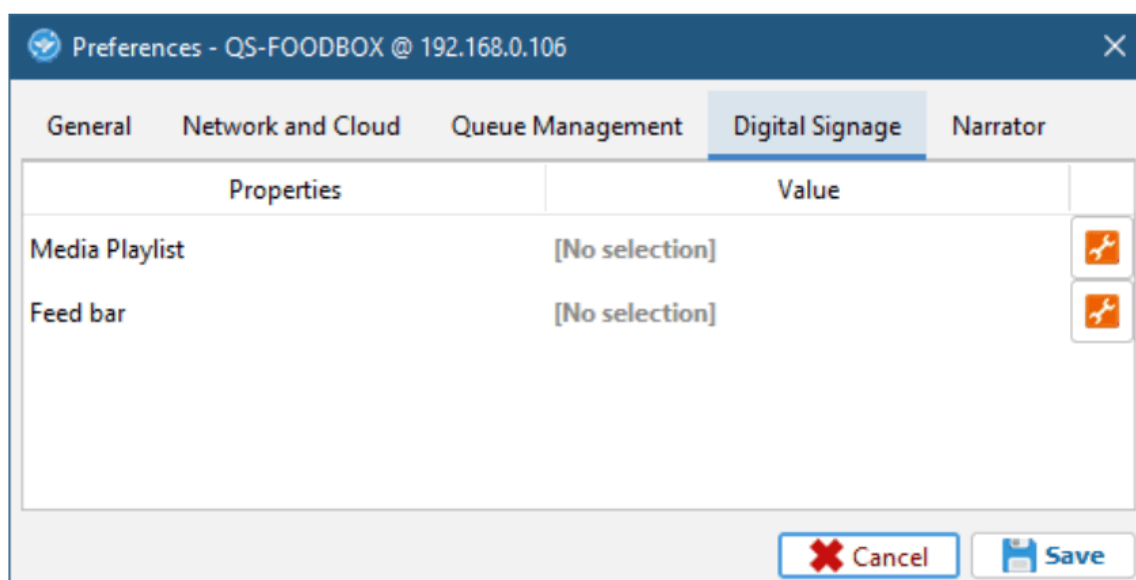 Preferences - QS-FOODBOX @ 192.168.0.106
General Network and Cloud Queue Management Digital Signage Narrator
Properties Value
Media Playlist [No selection]
Feed bar [No selection]
Cancel Save